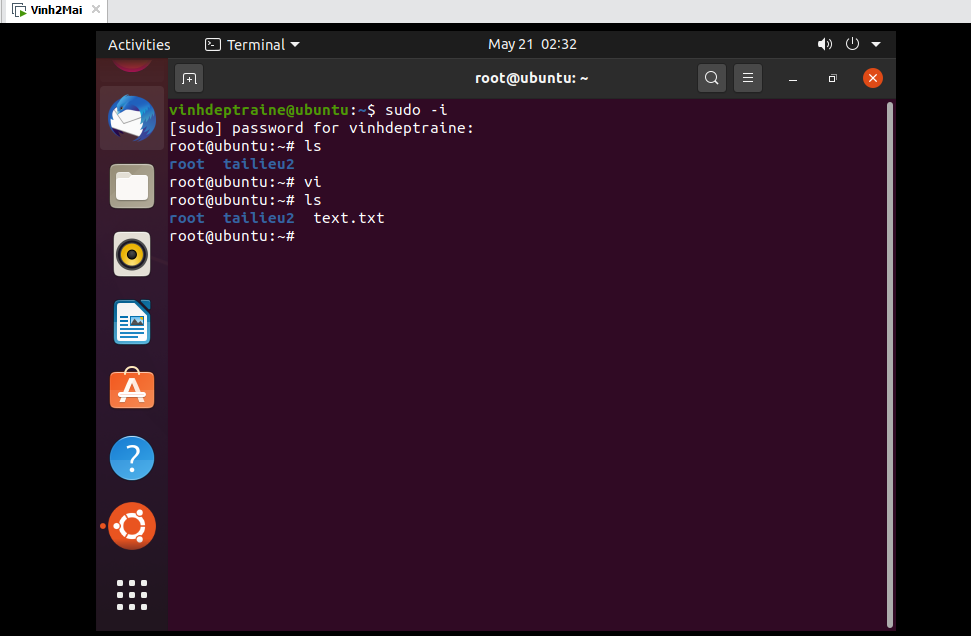 Vinh2Mai
Activities Terminal May 21 02:32
root@ubuntu: ~
vinhdeptraine@ubuntu:~$ sudo -i
[sudo] password for vinhdeptraine:
root@ubuntu:~# ls
root tailieu2
root@ubuntu:~# vi
root@ubuntu:~# ls
root tailieu2 text.txt
root@ubuntu:~#